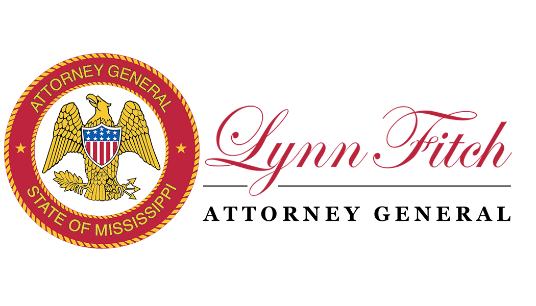 ATTORNEY GENERAL
STATE OF MISSISSIPPI
Lynn Fitch
ATTORNEY GENERAL